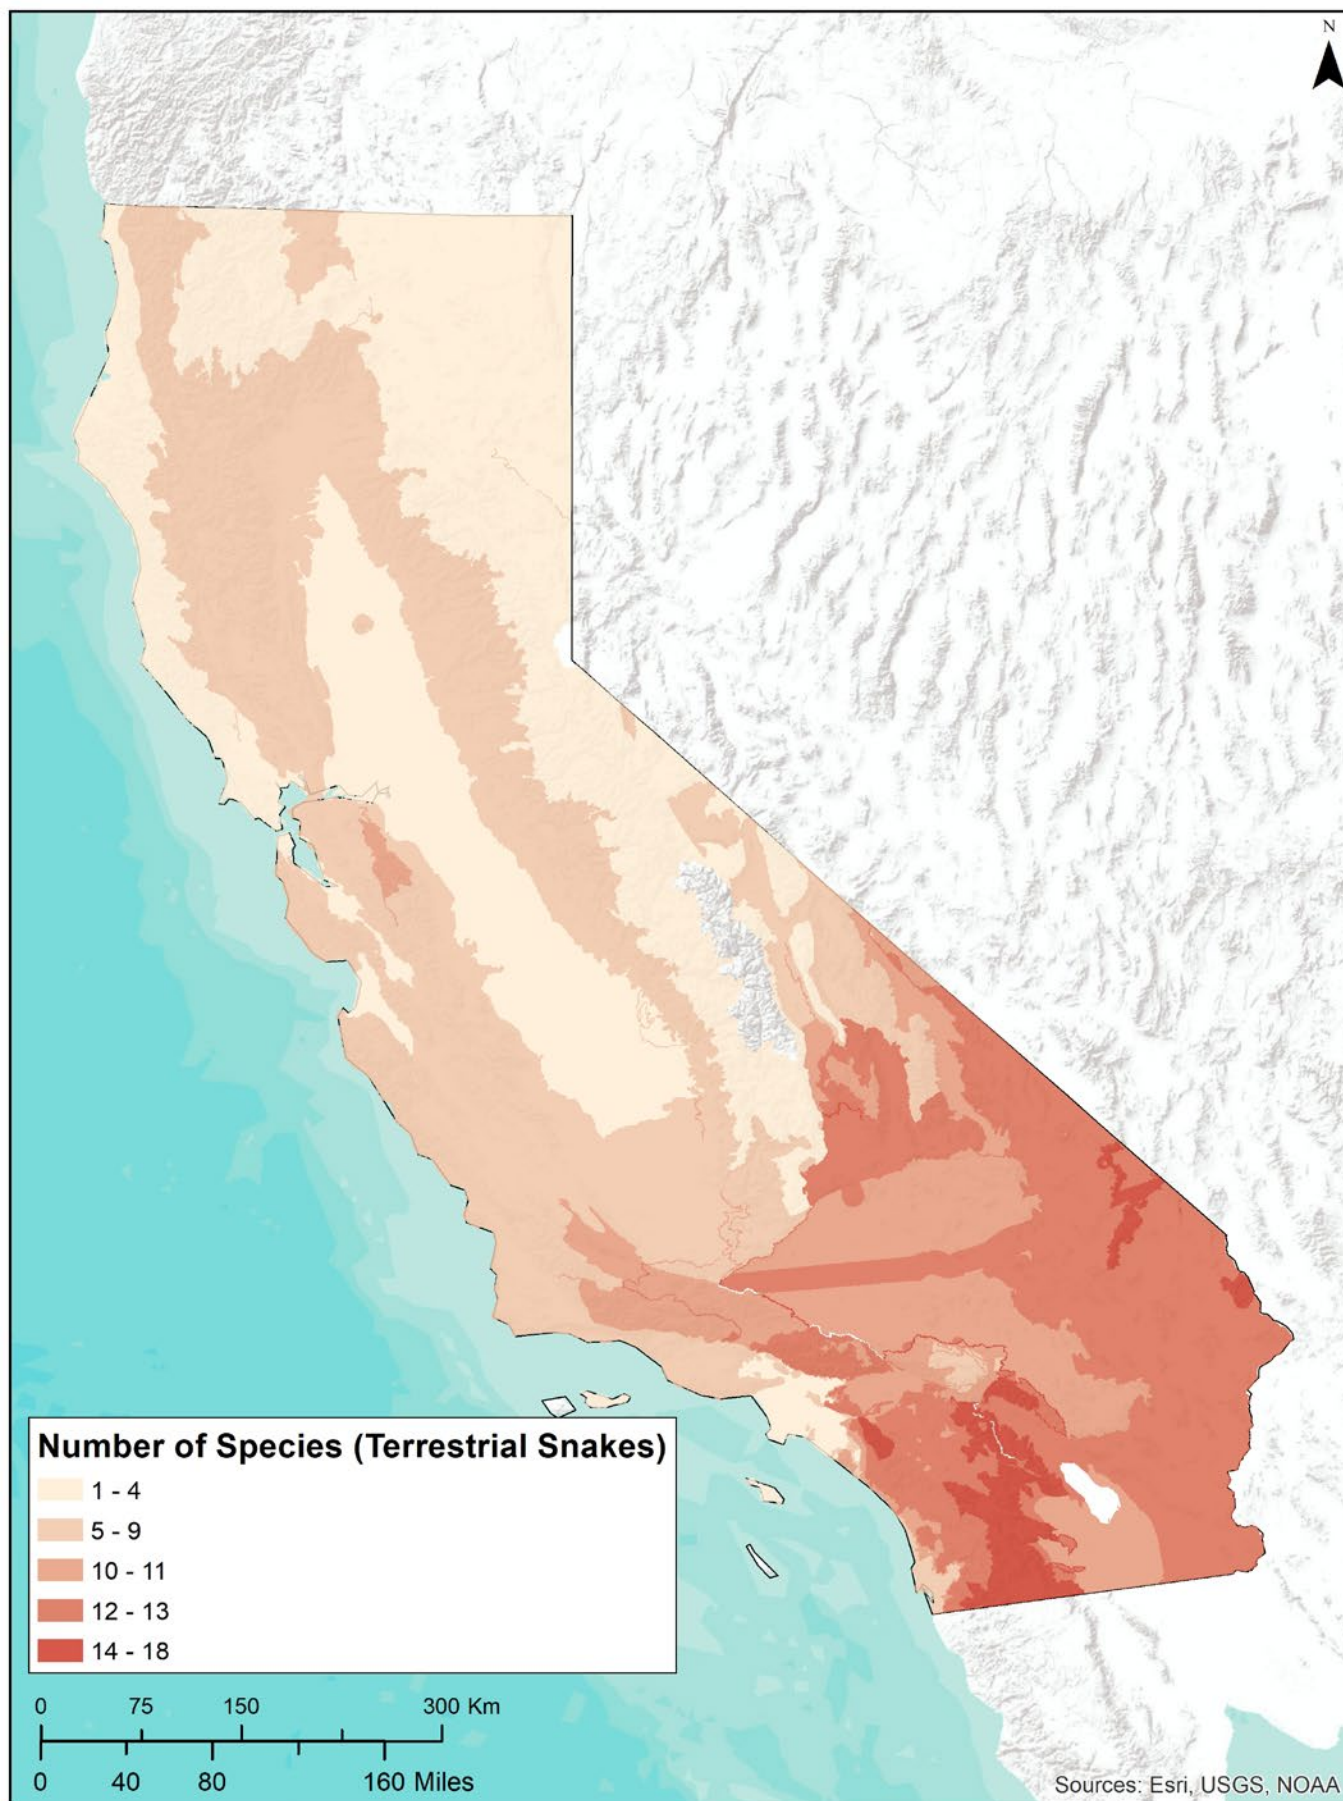 N
Number of Species (Terrestrial Snakes)
1 - 4
5 - 9
10 - 11
12 - 13
14 - 18
0 75 150 300 Km
0 40 80 160 Miles
Sources: Esri, USGS, NOAA